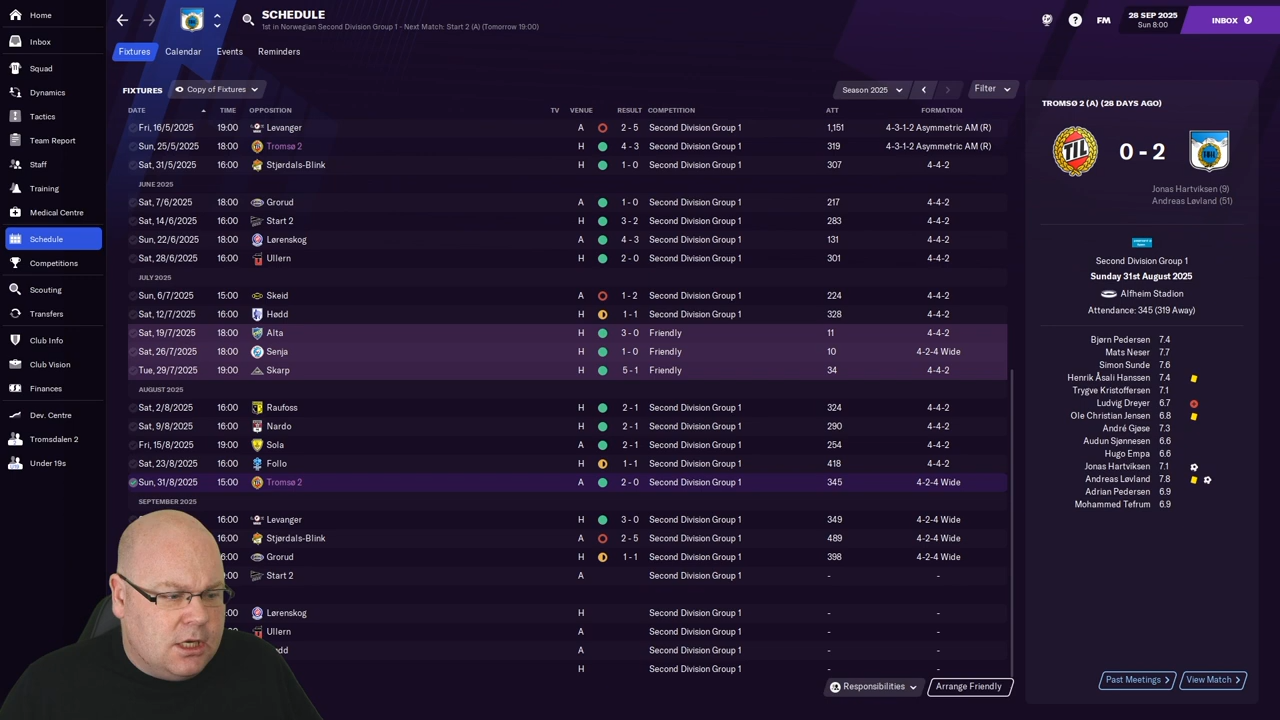 Home
SCHEDULE
1st in Norwegian Second Division Group 1 - Next Match: Start 2 (A) (Tomorrow 19:00)
FM
28 SEP 2025
Sun 8:00
INBOX
Inbox
Squad
Dynamics
Tactics
Team Report
Staff
Training
Medical Centre
Schedule
Competitions
Scouting
Transfers
Club Info
Club Vision
Finances
Dev. Centre
Tromsdalen 2
Under 19s
Fixtures Calendar Events Reminders
FIXTURES Copy of Fixtures Season 2025 Filter
DATE TIME OPPOSITION TV VENUE RESULT COMPETITION ATT FORMATION
Fri, 16/5/2025 19:00 Levanger A 2 - 5 Second Division Group 1 1,151 4-3-1-2 Asymmetric AM (R)
Sun, 25/5/2025 18:00 Tromsø 2 H 4 - 3 Second Division Group 1 319 4-3-1-2 Asymmetric AM (R)
Sat, 31/5/2025 16:00 Stjørdals-Blink H 1 - 0 Second Division Group 1 307 4-4-2
JUNE 2025
Sat, 7/6/2025 18:00 Grorud A 1 - 0 Second Division Group 1 217 4-4-2
Sat, 14/6/2025 16:00 Start 2 H 3 - 2 Second Division Group 1 283 4-4-2
Sun, 22/6/2025 18:00 Lørenskog A 4 - 3 Second Division Group 1 131 4-4-2
Sat, 28/6/2025 16:00 Ullern H 2 - 0 Second Division Group 1 301 4-4-2
JULY 2025
Sun, 6/7/2025 15:00 Skeid A 1 - 2 Second Division Group 1 224 4-4-2
Sat, 12/7/2025 16:00 Hødd H 1 - 1 Second Division Group 1 328 4-4-2
Sat, 19/7/2025 18:00 Alta H 3 - 0 Friendly 11 4-4-2
Sat, 26/7/2025 18:00 Senja H 1 - 0 Friendly 10 4-2-4 Wide
Tue, 29/7/2025 19:00 Skarp H 5 - 1 Friendly 34 4-4-2
AUGUST 2025
Sat, 2/8/2025 16:00 Raufoss H 2 - 1 Second Division Group 1 324 4-4-2
Sat, 9/8/2025 16:00 Nardo H 2 - 1 Second Division Group 1 290 4-4-2
Fri, 15/8/2025 19:00 Sola A 2 - 1 Second Division Group 1 254 4-4-2
Sat, 23/8/2025 16:00 Follo H 1 - 1 Second Division Group 1 418 4-4-2
Sun, 31/8/2025 15:00 Tromsø 2 A 2 - 0 Second Division Group 1 345 4-2-4 Wide
SEPTEMBER 2025
16:00 Levanger H 3 - 0 Second Division Group 1 349 4-2-4 Wide
16:00 Stjørdals-Blink A 2 - 5 Second Division Group 1 489 4-2-4 Wide
6:00 Grorud H 1 - 1 Second Division Group 1 398 4-2-4 Wide
:00 Start 2 A Second Division Group 1 - -
:00 Lørenskog H Second Division Group 1 - -
:00 Ullern A Second Division Group 1 - -
A Second Division Group 1 - -
H Second Division Group 1 - -
Responsibilities Arrange Friendly
TROMSØ 2 (A) (28 DAYS AGO)
TIL 0 - 2
Jonas Hartviksen (9)
Andreas Løvland (51)
Second Division Group 1
Sunday 31st August 2025
Alfheim Stadion
Attendance: 345 (319 Away)
Bjørn Pedersen 7.4
Mats Neser 7.7
Simon Sunde 7.6
Henrik Åsali Hanssen 7.4
Trygve Kristoffersen 7.1
Ludvig Dreyer 6.7
Ole Christian Jensen 6.8
André Gjøse 7.3
Audun Sjønnesen 6.6
Hugo Empa 6.6
Jonas Hartviksen 7.1
Andreas Løvland 7.8
Adrian Pedersen 6.9
Mohammed Tefrum 6.9
Past Meetings View Match